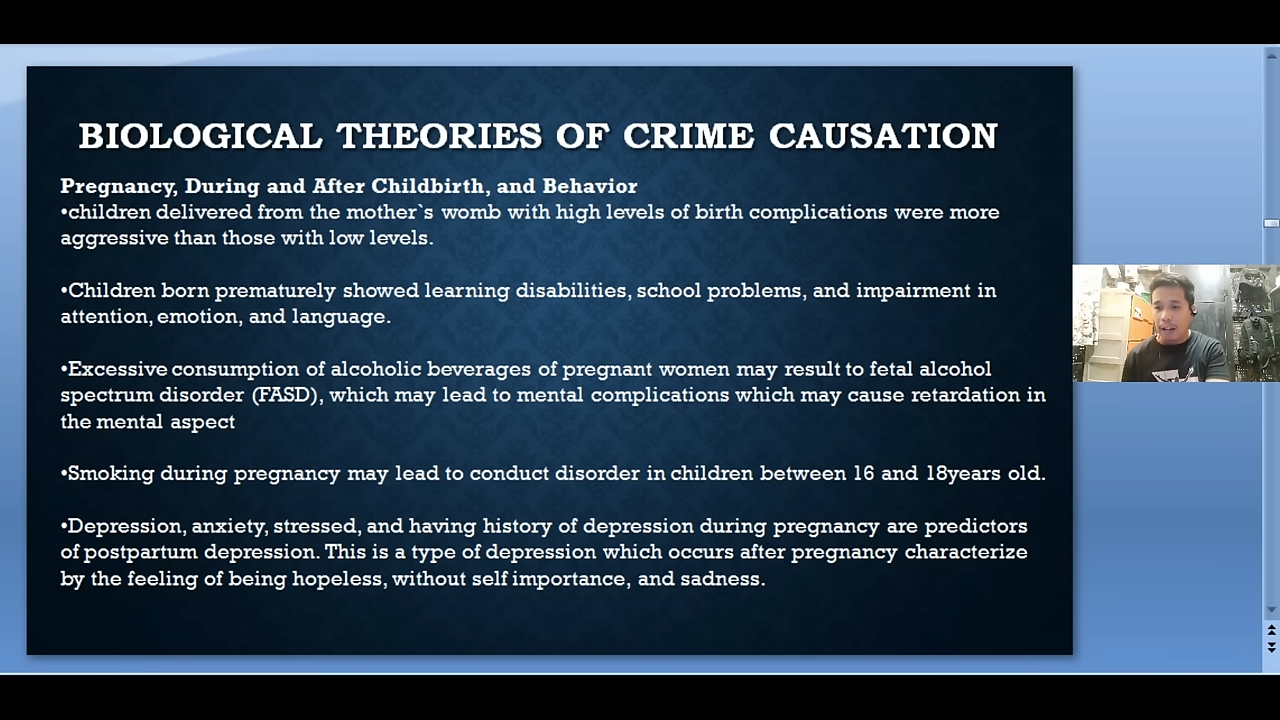 BIOLOGICAL THEORIES OF CRIME CAUSATION
Pregnancy, During and After Childbirth, and Behavior
•children delivered from the mother`s womb with high levels of birth complications were more
aggressive than those with low levels.
•Children born prematurely showed learning disabilities, school problems, and impairment in
attention, emotion, and language.
•Excessive consumption of alcoholic beverages of pregnant women may result to fetal alcohol
spectrum disorder (FASD), which may lead to mental complications which may cause retardation in
the mental aspect
•Smoking during pregnancy may lead to conduct disorder in children between 16 and 18years old.
•Depression, anxiety, stressed, and having history of depression during pregnancy are predictors
of postpartum depression. This is a type of depression which occurs after pregnancy characterize
by the feeling of being hopeless, without self importance, and sadness.